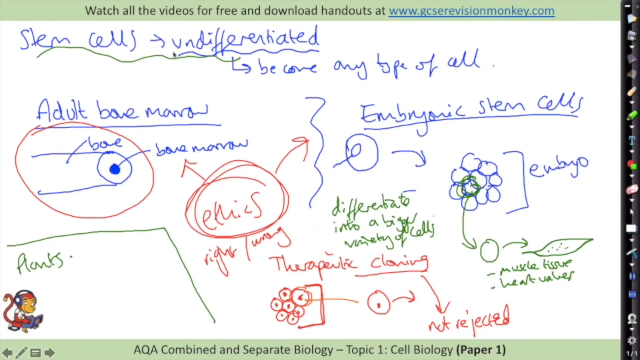 Watch all the videos for free and download handouts at www.gcserevisionmonkey.com
Stem cells → undifferentiated
↳ become any type of cell.
Adult bone marrow
bone
bone marrow
ethics
right / wrong
Embryonic stem cells
embryo
differentiate
into a bigger
variety of cells
- muscle tissue
- heart valves
Plants.
Therapeutic cloning
not rejected
AQA Combined and Separate Biology – Topic 1: Cell Biology (Paper 1)